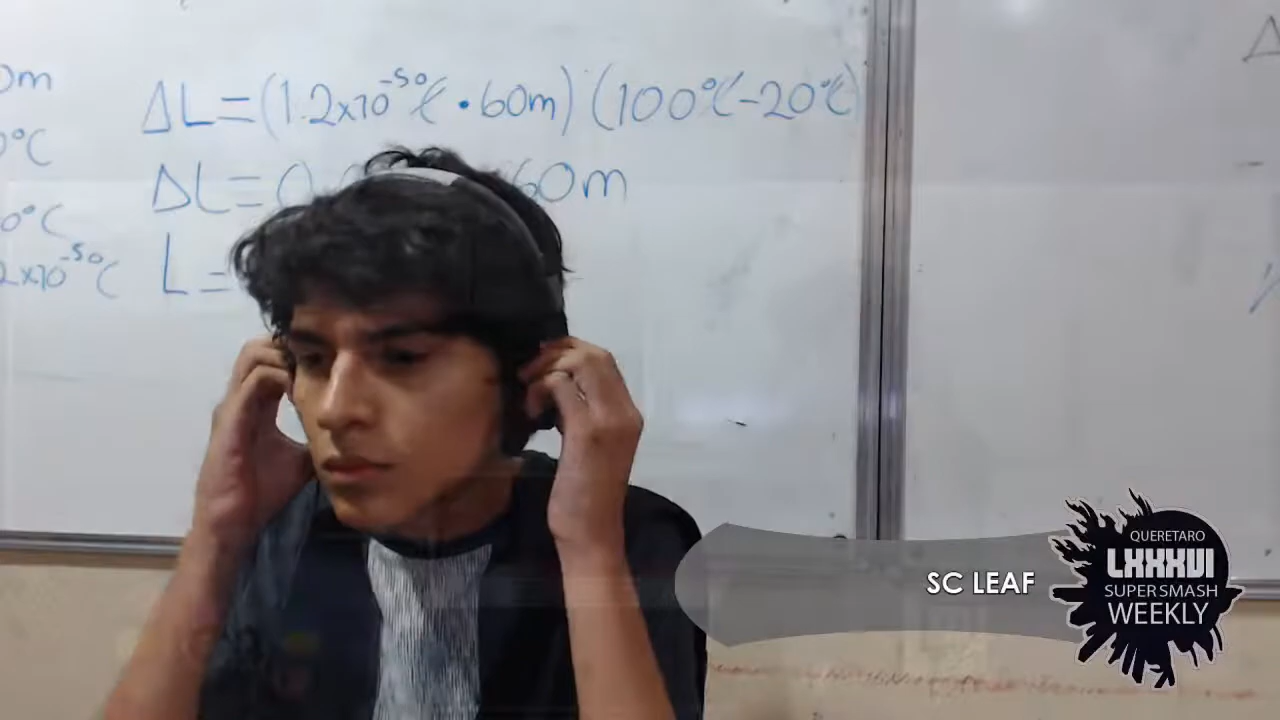 0m
0°C
0°C
2x10⁻⁵°C
ΔL=(1.2x10⁻⁵°C • 60m) (100°C-20°C)
ΔL= 0 60m
L=
Δ
SC LEAF
QUERETARO
LXXXVI
SUPER SMASH
WEEKLY